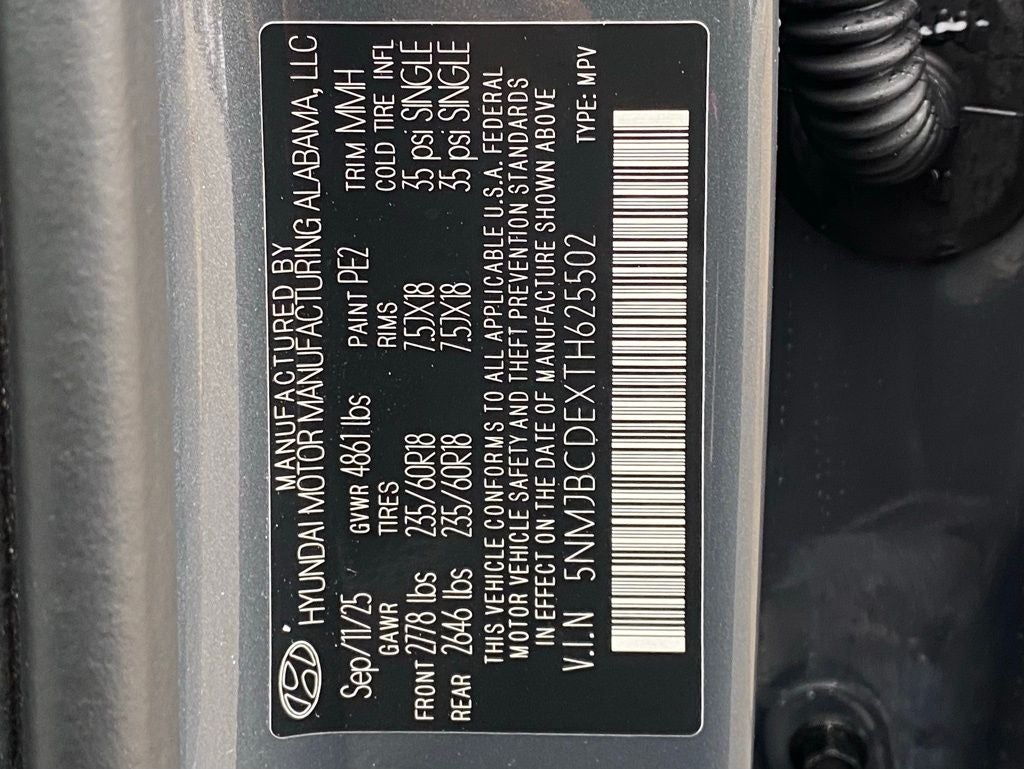 MANUFACTURED BY
HYUNDAI MOTOR MANUFACTURING ALABAMA, LLC
Sep/11/25 GVWR 4861 lbs PAINT PE2 TRIM MMH
GAWR TIRES RIMS COLD TIRE INFL
FRONT 2778 lbs 235/60R18 7.5JX18 35 psi SINGLE
REAR 2646 lbs 235/60R18 7.5JX18 35 psi SINGLE
THIS VEHICLE CONFORMS TO ALL APPLICABLE U.S.A. FEDERAL
MOTOR VEHICLE SAFETY AND THEFT PREVENTION STANDARDS
IN EFFECT ON THE DATE OF MANUFACTURE SHOWN ABOVE
V.I.N 5NMJBCDEXTH625502 TYPE: MPV